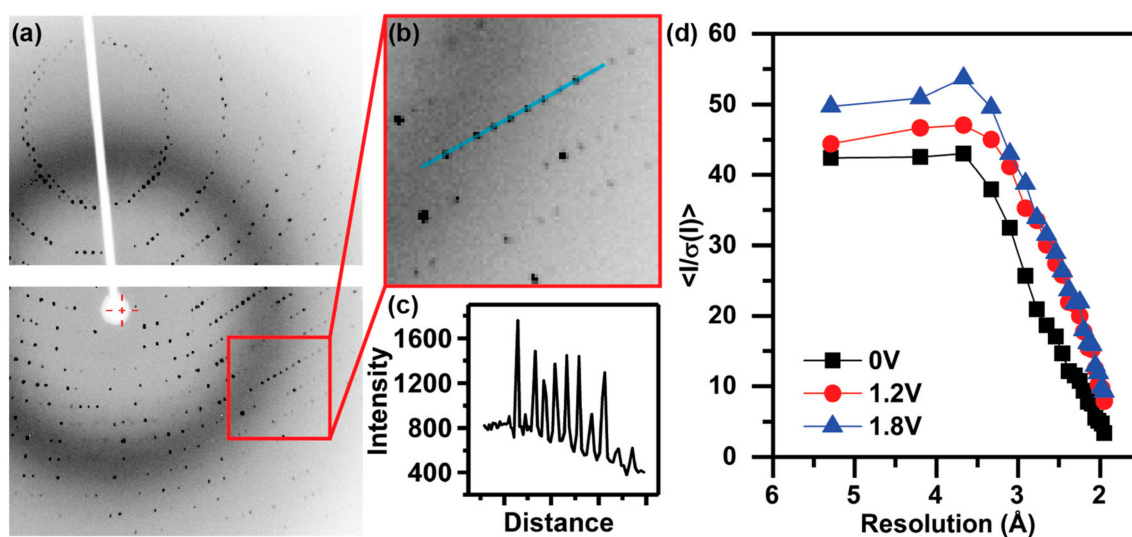 (a)
(b)
(c)
1600
1200
800
400
Intensity
Distance
(d)
60
50
40
30
20
10
0
<I/σ(I)>
0V
1.2V
1.8V
6 5 4 3 2
Resolution (Å)